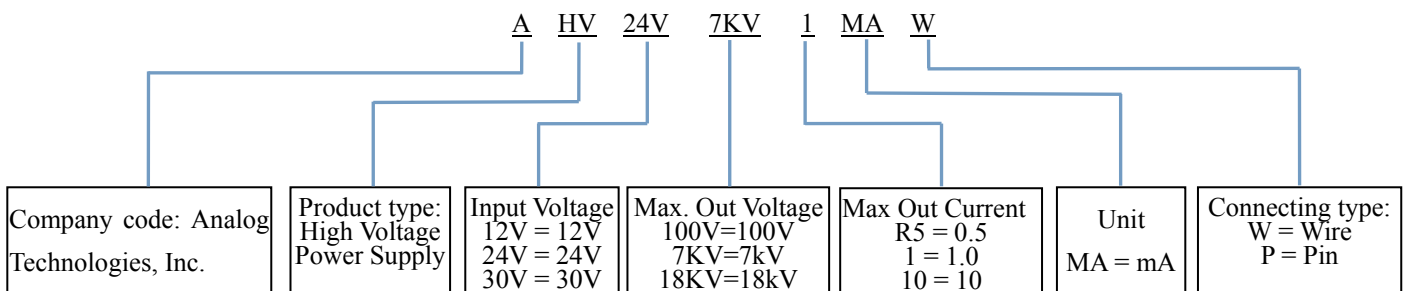 A HV 24V 7KV 1 MA W
Company code: Analog
Technologies, Inc.
Product type:
High Voltage
Power Supply
Input Voltage
12V = 12V
24V = 24V
30V = 30V
Max. Out Voltage
100V=100V
7KV=7kV
18KV=18kV
Max Out Current
R5 = 0.5
1 = 1.0
10 = 10
Unit
MA = mA
Connecting type:
W = Wire
P = Pin